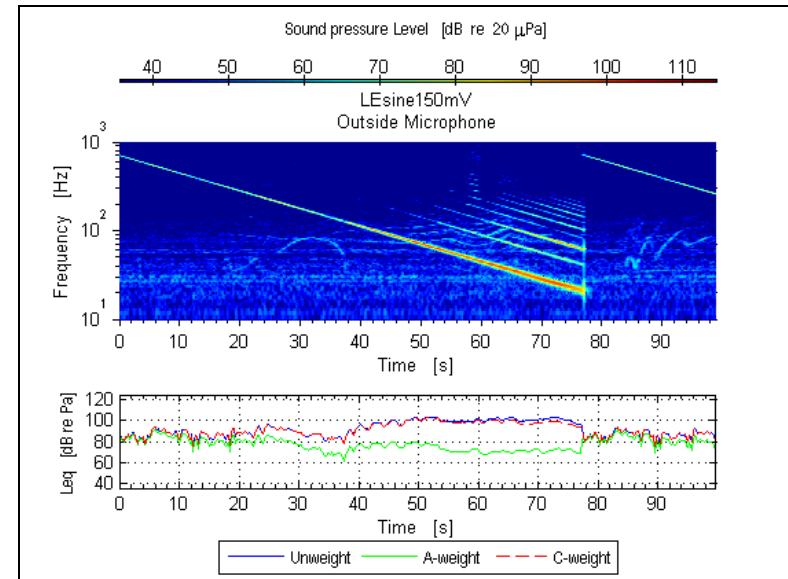 Sound pressure Level [dB re 20 µPa]
40 50 60 70 80 90 100 110
LEsine150mV
Outside Microphone
10³
10²
10¹
Frequency [Hz]
0 10 20 30 40 50 60 70 80 90
Time [s]
120
100
80
60
40
Leq [dB re Pa]
0 10 20 30 40 50 60 70 80 90
Time [s]
Unweight A-weight C-weight